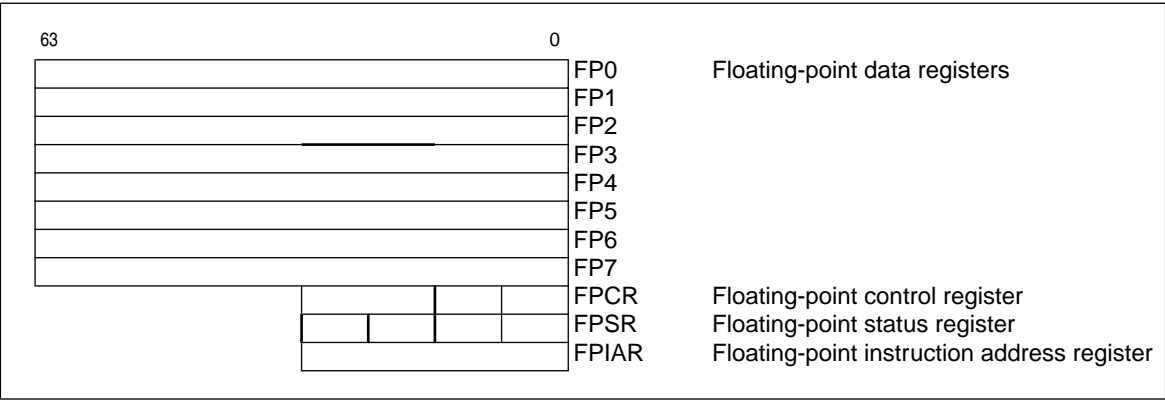 63 0
FP0 Floating-point data registers
FP1
FP2
FP3
FP4
FP5
FP6
FP7
FPCR Floating-point control register
FPSR Floating-point status register
FPIAR Floating-point instruction address register